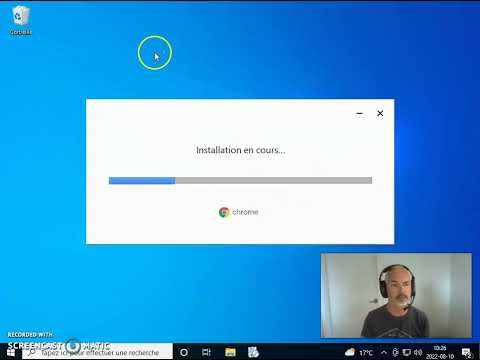 Corbeille
Installation en cours...
chrome
RECORDED WITH
SCREENCAST MATIC
Tapez ici pour effectuer une recherche
17°C
10:26
2022-08-10